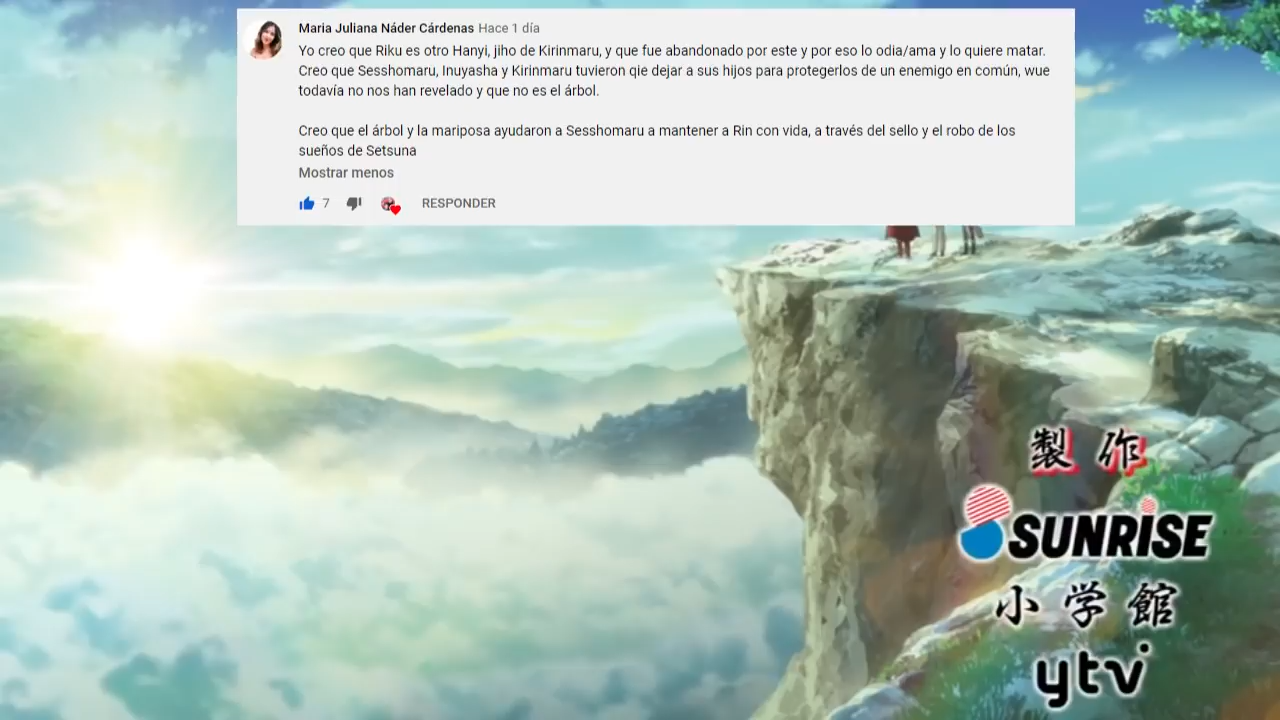 Maria Juliana Náder Cárdenas Hace 1 día
Yo creo que Riku es otro Hanyi, jiho de Kirinmaru, y que fue abandonado por este y por eso lo odia/ama y lo quiere matar.
Creo que Sesshomaru, Inuyasha y Kirinmaru tuvieron qie dejar a sus hijos para protegerlos de un enemigo en común, wue
todavía no nos han revelado y que no es el árbol.
Creo que el árbol y la mariposa ayudaron a Sesshomaru a mantener a Rin con vida, a través del sello y el robo de los
sueños de Setsuna
Mostrar menos
7 RESPONDER
製作
SUNRISE
小学館
ytv